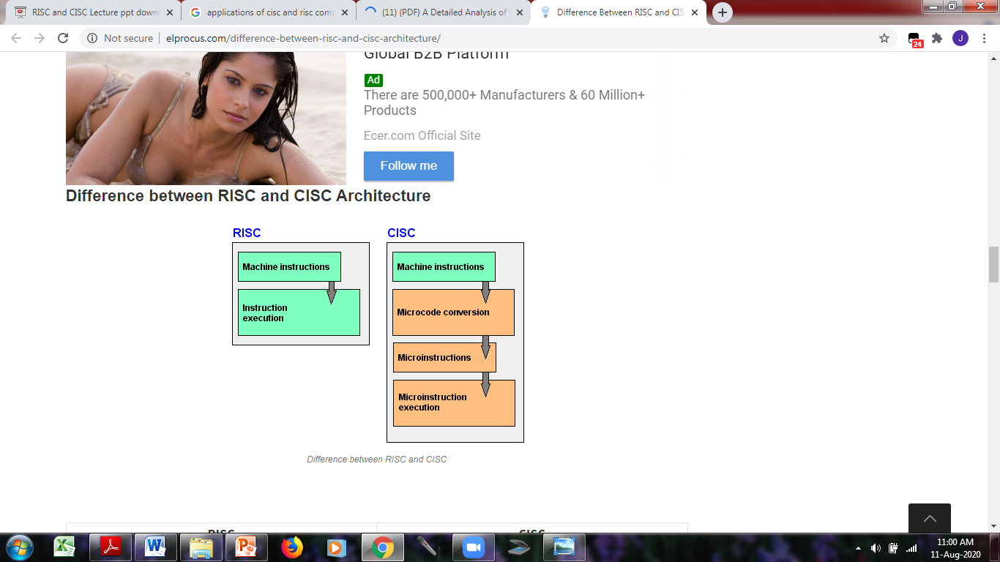 RISC and CISC Lecture ppt down
applications of cisc and risc comp
(11) (PDF) A Detailed Analysis of
Difference Between RISC and CIS
Not secure
elprocus.com/difference-between-risc-and-cisc-architecture/
24
J
Global B2B Platform
Ad
There are 500,000+ Manufacturers & 60 Million+
Products
Ecer.com Official Site
Follow me
Difference between RISC and CISC Architecture
RISC
Machine instructions
Instruction
execution
CISC
Machine instructions
Microcode conversion
Microinstructions
Microinstruction
execution
Difference between RISC and CISC
RISC
CISC
11:00 AM
11-Aug-2020